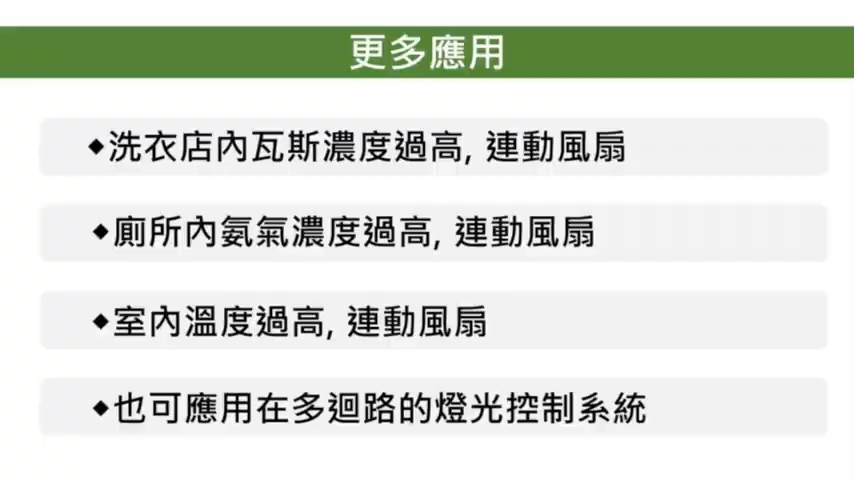 更多應用
◆洗衣店內瓦斯濃度過高, 連動風扇
◆廁所內氨氣濃度過高, 連動風扇
◆室內溫度過高, 連動風扇
◆也可應用在多迴路的燈光控制系統